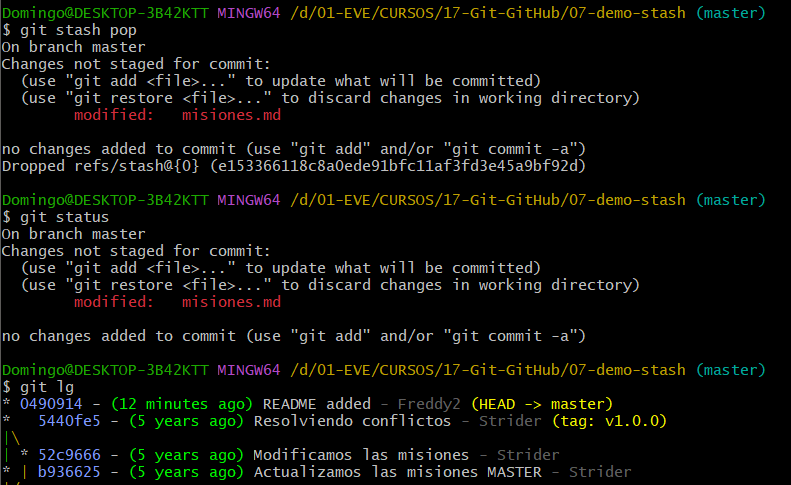 Domingo@DESKTOP-3B42KTT MINGW64 /d/01-EVE/CURSOS/17-Git-GitHub/07-demo-stash (master)
$ git stash pop
On branch master
Changes not staged for commit:
  (use "git add <file>..." to update what will be committed)
  (use "git restore <file>..." to discard changes in working directory)
        modified:   misiones.md

no changes added to commit (use "git add" and/or "git commit -a")
Dropped refs/stash@{0} (e153366118c8a0ede91bfc11af3fd3e45a9bf92d)

Domingo@DESKTOP-3B42KTT MINGW64 /d/01-EVE/CURSOS/17-Git-GitHub/07-demo-stash (master)
$ git status
On branch master
Changes not staged for commit:
  (use "git add <file>..." to update what will be committed)
  (use "git restore <file>..." to discard changes in working directory)
        modified:   misiones.md

no changes added to commit (use "git add" and/or "git commit -a")

Domingo@DESKTOP-3B42KTT MINGW64 /d/01-EVE/CURSOS/17-Git-GitHub/07-demo-stash (master)
$ git lg
* 0490914 - (12 minutes ago) README added - Freddy2 (HEAD -> master)
*   5440fe5 - (5 years ago) Resolviendo conflictos - Strider (tag: v1.0.0)
|\
| * 52c9666 - (5 years ago) Modificamos las misiones - Strider
* | b936625 - (5 years ago) Actualizamos las misiones MASTER - Strider
|/